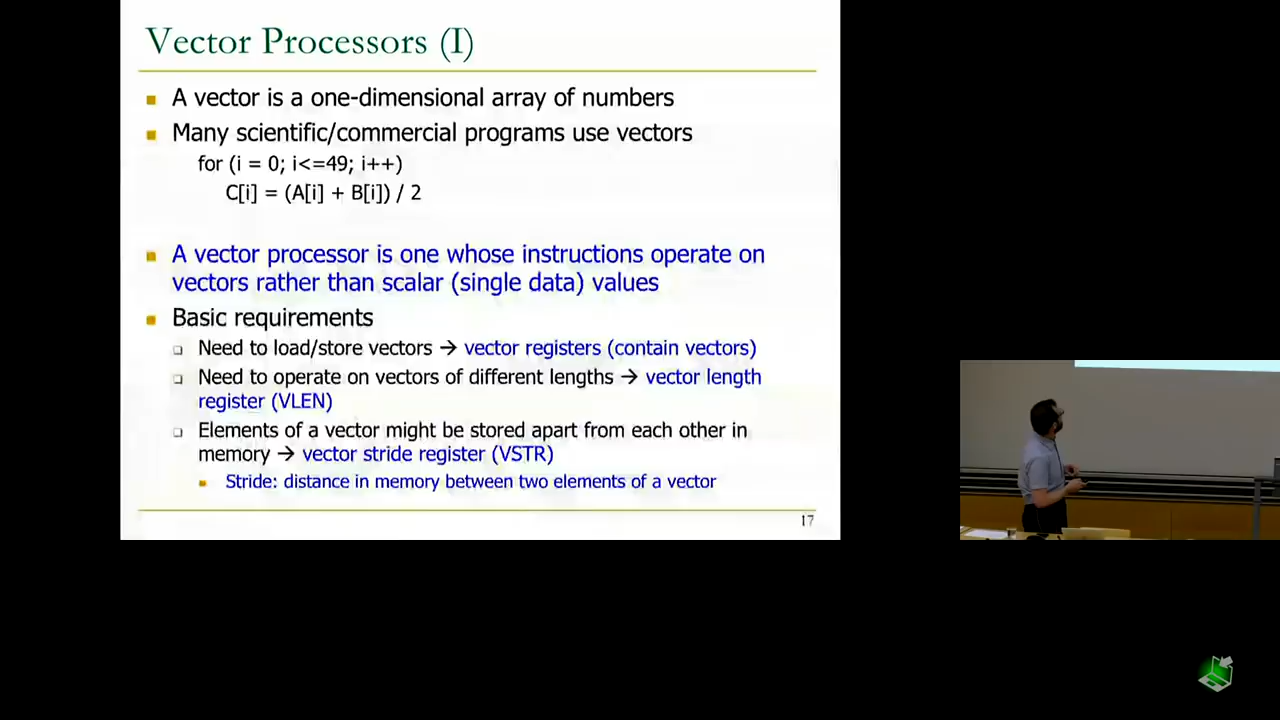 Vector Processors (I)
A vector is a one-dimensional array of numbers
Many scientific/commercial programs use vectors
for (i = 0; i<=49; i++)
C[i] = (A[i] + B[i]) / 2
A vector processor is one whose instructions operate on
vectors rather than scalar (single data) values
Basic requirements
Need to load/store vectors → vector registers (contain vectors)
Need to operate on vectors of different lengths → vector length
register (VLEN)
Elements of a vector might be stored apart from each other in
memory → vector stride register (VSTR)
Stride: distance in memory between two elements of a vector
17